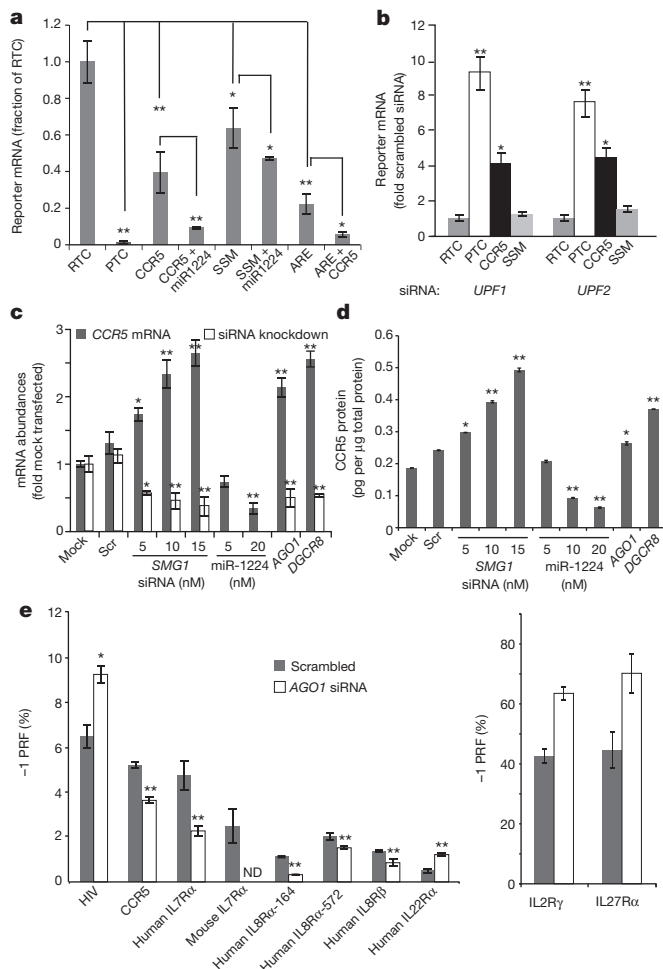 a
Reporter mRNA (fraction of RTC)
1.2
1.0
0.8
0.6
0.4
0.2
0
**
**
**
*
*
**
*
RTC
PTC
CCR5
CCR5 +
miR1224
SSM
SSM +
miR1224
ARE
ARE +
CCR5
b
Reporter mRNA
(fold scrambled siRNA)
12
10
8
6
4
2
0
**
*
**
*
RTC
PTC
CCR5
SSM
RTC
PTC
CCR5
SSM
siRNA: UPF1 UPF2
c
CCR5 mRNA siRNA knockdown
mRNA abundances
(fold mock transfected)
3
2
1
0
*
**
**
*
**
**
**
**
**
**
**
Mock
Scr
5 10 15 5 20
SMG1
siRNA (nM)
miR-1224
(nM)
AGO1
DGCR8
d
CCR5 protein
(pg per μg total protein)
0.6
0.5
0.4
0.3
0.2
0.1
0
*
**
**
**
**
*
**
Mock
Scr
5 10 15 5 10 20
SMG1
siRNA (nM)
miR-1224
(nM)
AGO1
DGCR8
e
–1 PRF (%)
12
10
8
6
4
2
0
Scrambled
AGO1 siRNA
*
**
**
ND
**
**
**
**
HIV
CCR5
Human IL7Rα
Mouse IL7Rα
Human IL8Rα-164
Human IL8Rα-572
Human IL8Rβ
Human IL22Rα
–1 PRF (%)
80
60
40
20
0
IL2Rγ
IL27Rα